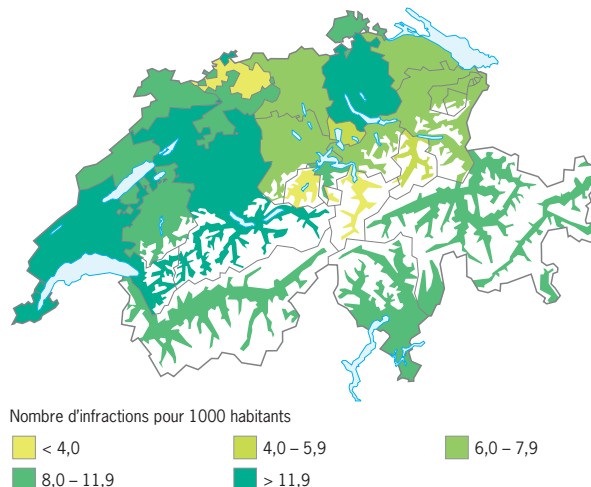 Nombre d'infractions pour 1000 habitants
< 4,0 4,0 – 5,9 6,0 – 7,9
8,0 – 11,9 > 11,9